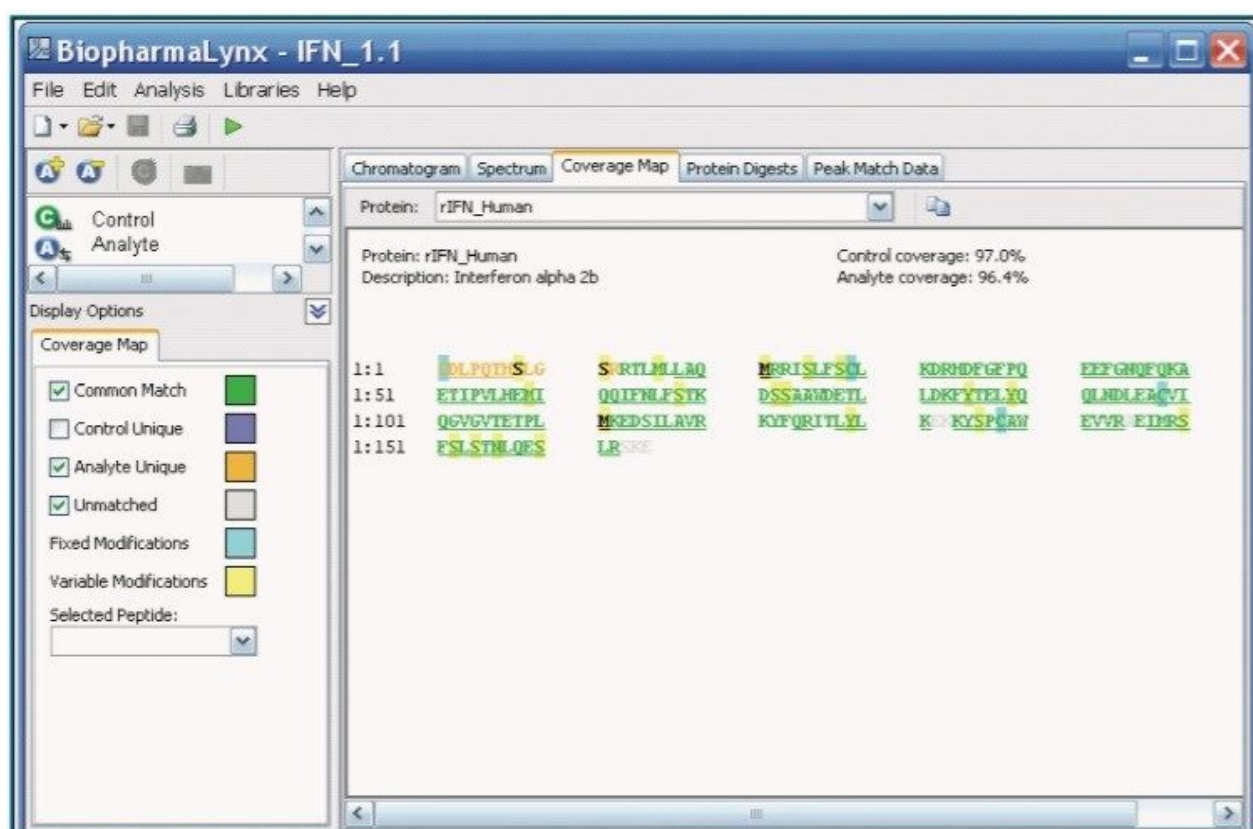 BiopharmaLynx - IFN_1.1
File Edit Analysis Libraries Help
Chromatogram Spectrum Coverage Map Protein Digests Peak Match Data
Control
Analyte
Protein: rIFN_Human
Protein: rIFN_Human Control coverage: 97.0%
Description: Interferon alpha 2b Analyte coverage: 96.4%
Display Options
Coverage Map
Common Match
Control Unique
Analyte Unique
Unmatched
Fixed Modifications
Variable Modifications
Selected Peptide:
1:1 CDLPQTHSLG SRRTLMLLAQ MRRISLFSCL KDRHDFGFPQ EEFGNQFQKA
1:51 ETIPVLHEMI QQIFNLFSTK DSSAAWDETL LDKFYTELYQ QLNDLEACVI
1:101 QGVGVTETPL MKEDSILAVR KYFQRITLYL KEKKYSPCAW EVVRAEIMRS
1:151 FSLSTNLQES LRSKE